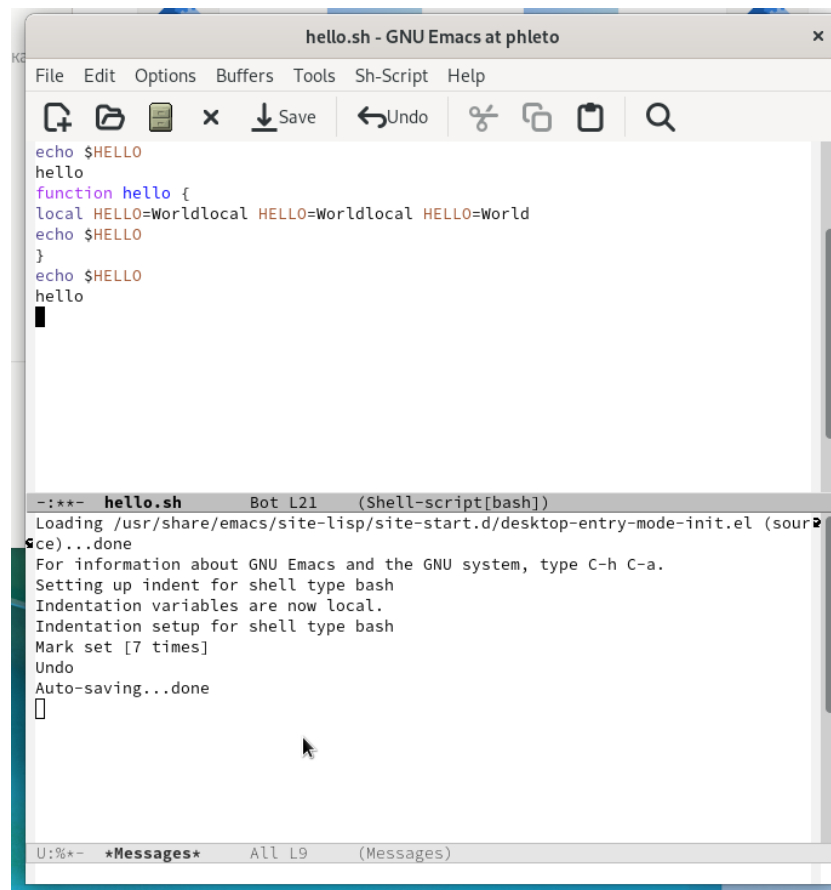 hello.sh - GNU Emacs at phleto
File Edit Options Buffers Tools Sh-Script Help
Save Undo
echo $HELLO
hello
function hello {
local HELLO=Worldlocal HELLO=Worldlocal HELLO=World
echo $HELLO
}
echo $HELLO
hello
-:**- hello.sh Bot L21 (Shell-script[bash])
Loading /usr/share/emacs/site-lisp/site-start.d/desktop-entry-mode-init.el (sour
ce)...done
For information about GNU Emacs and the GNU system, type C-h C-a.
Setting up indent for shell type bash
Indentation variables are now local.
Indentation setup for shell type bash
Mark set [7 times]
Undo
Auto-saving...done
U:%*- *Messages* All L9 (Messages)